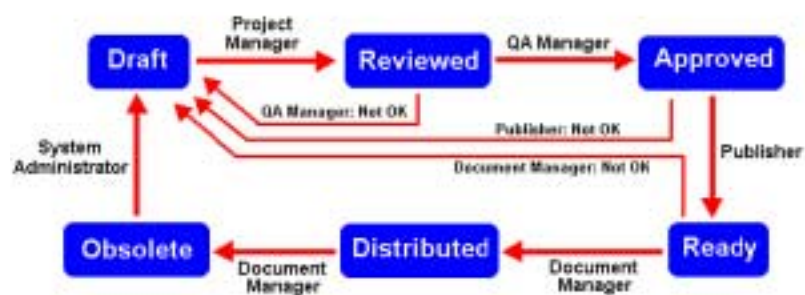 Project
Manager
QA Manager
Draft
Reviewed
Approved
QA Manager: Not OK
Publisher: Not OK
System
Administrator
Publisher
Document Manager: Not OK
Obsolete
Distributed
Ready
Document
Manager
Document
Manager